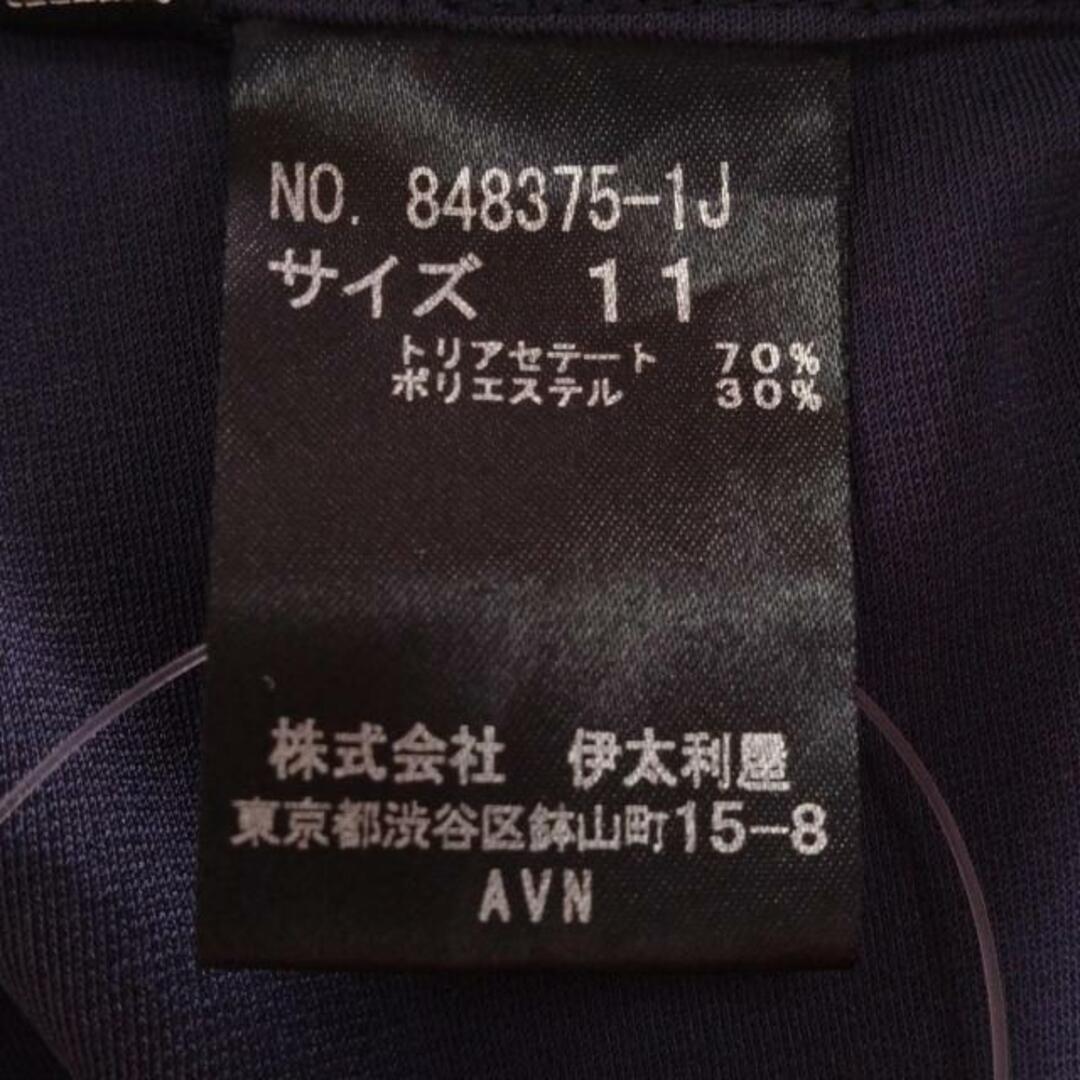 NO. 848375-1J
サイズ 11
トリアセテート 70%
ポリエステル 30%
株式会社 伊太利屋
東京都渋谷区鉢山町15-8
AVN